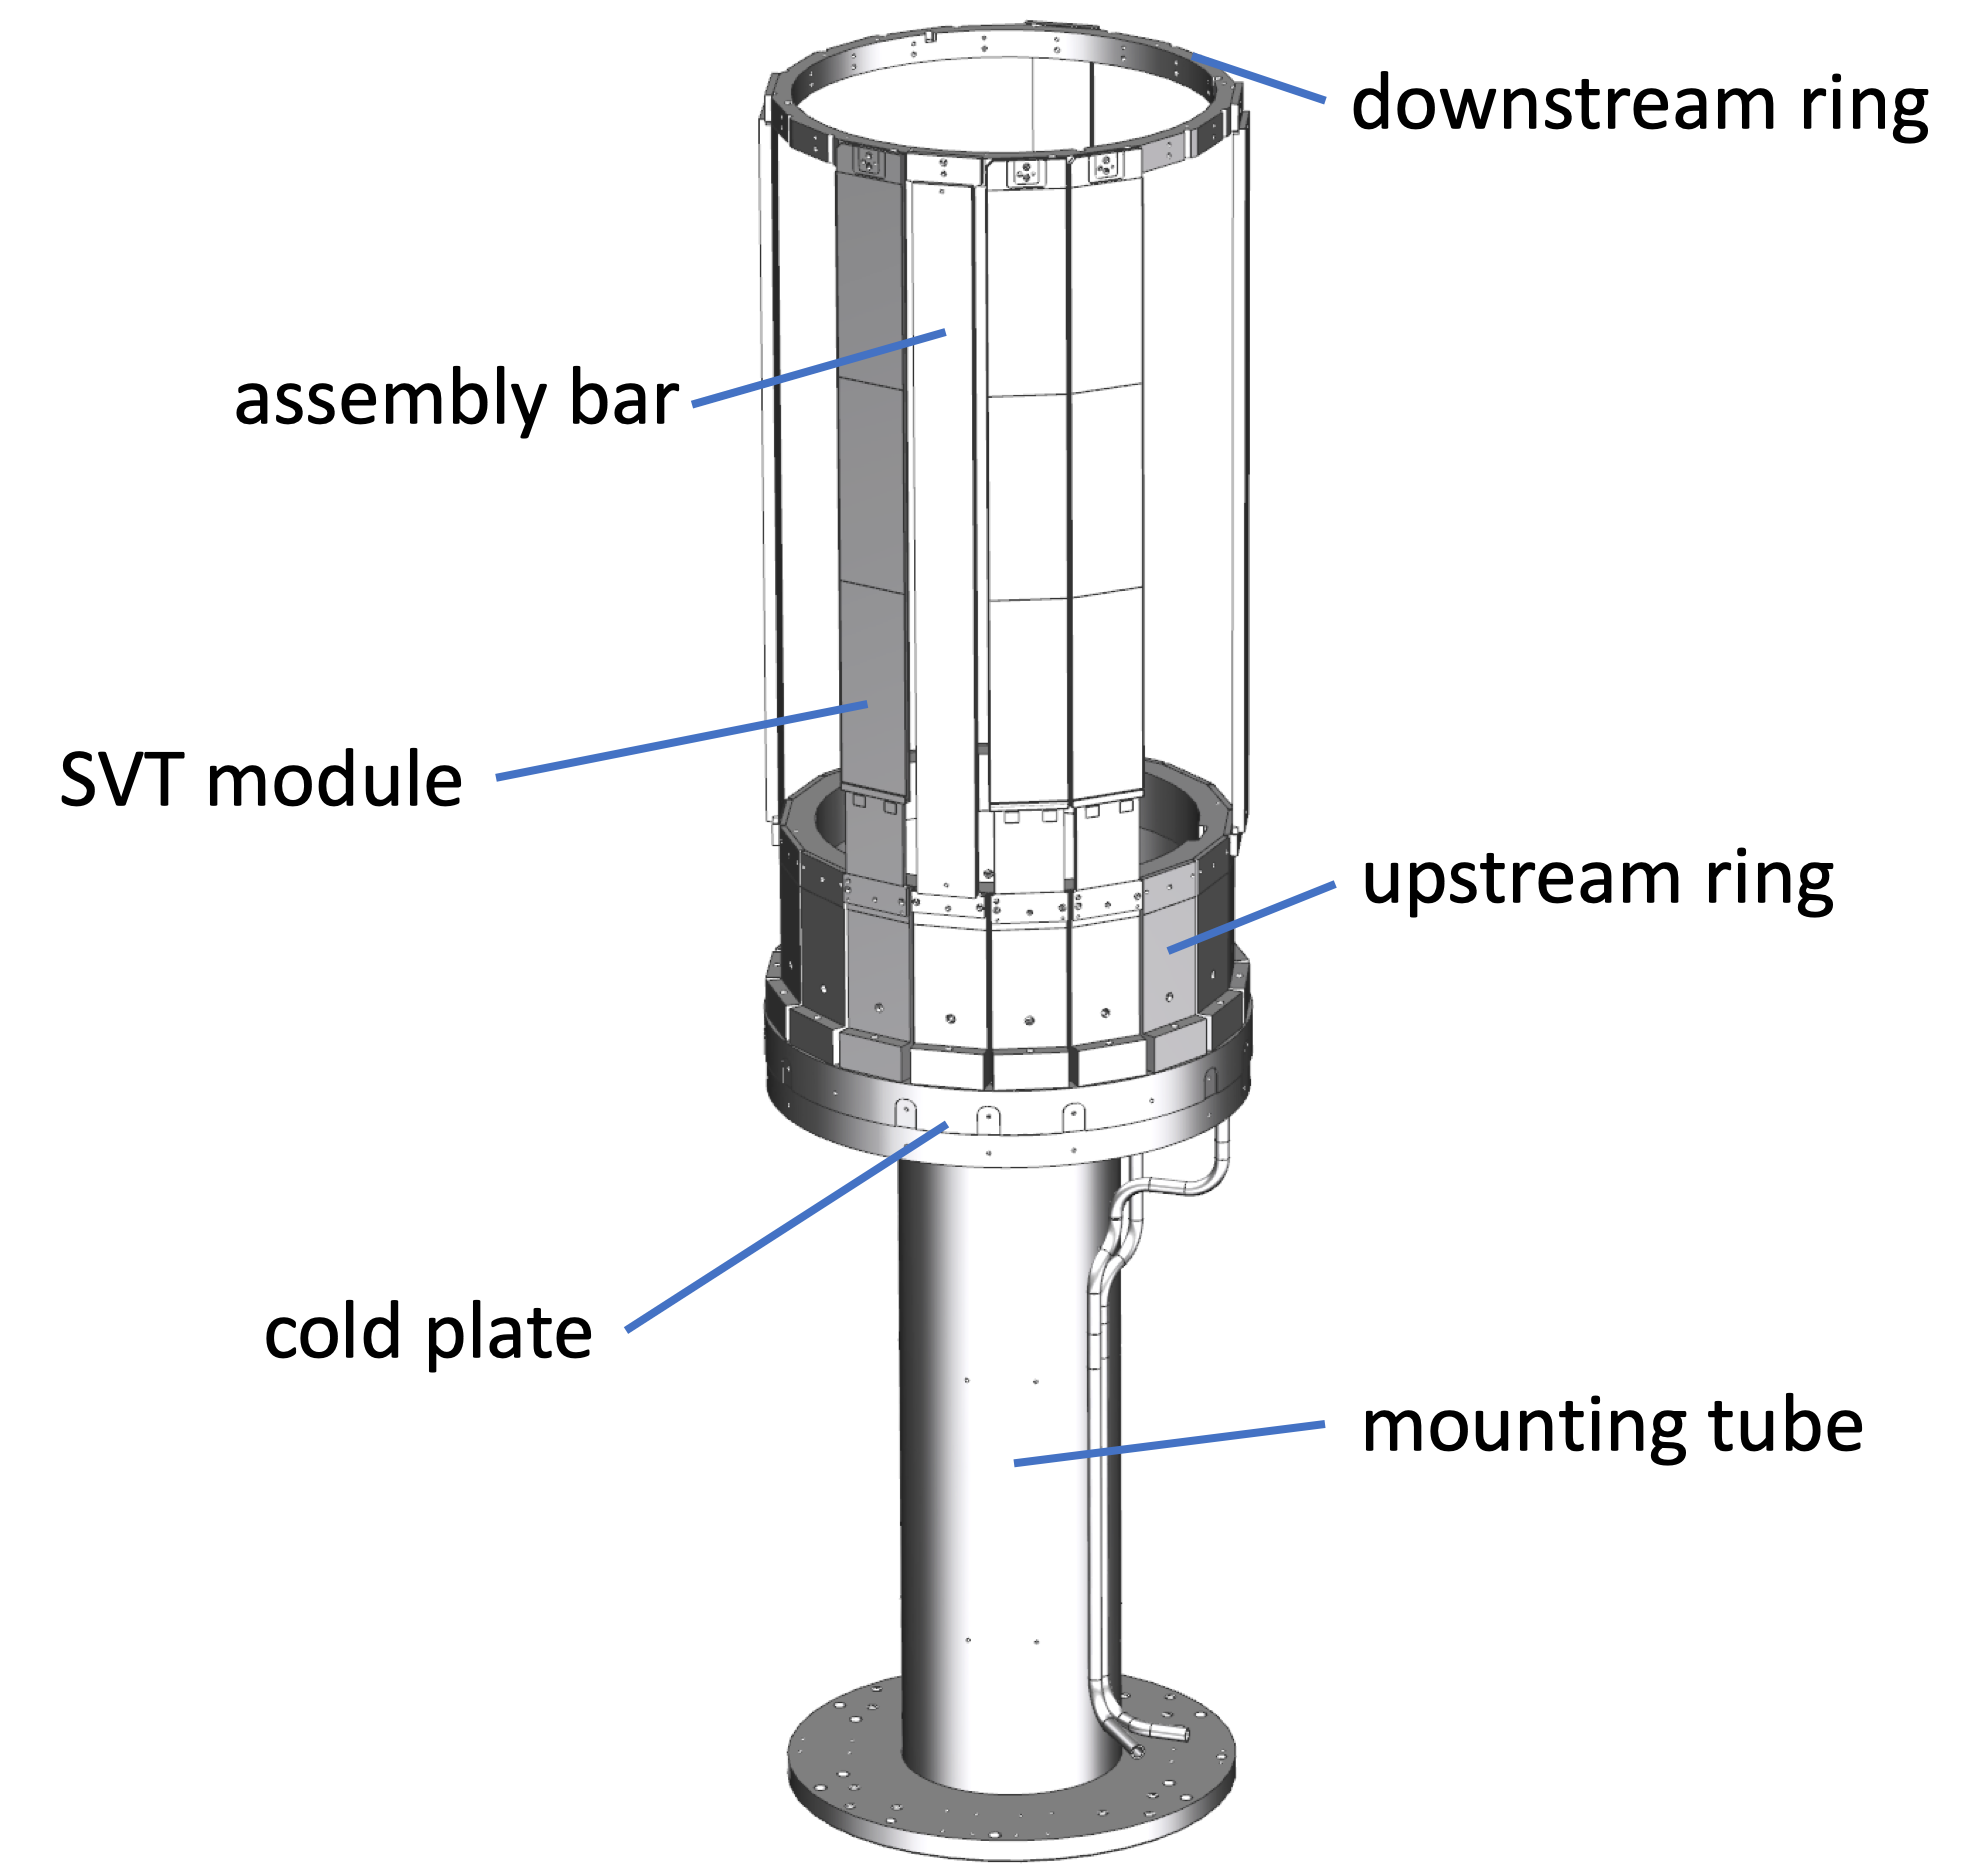 downstream ring
assembly bar
SVT module
upstream ring
cold plate
mounting tube